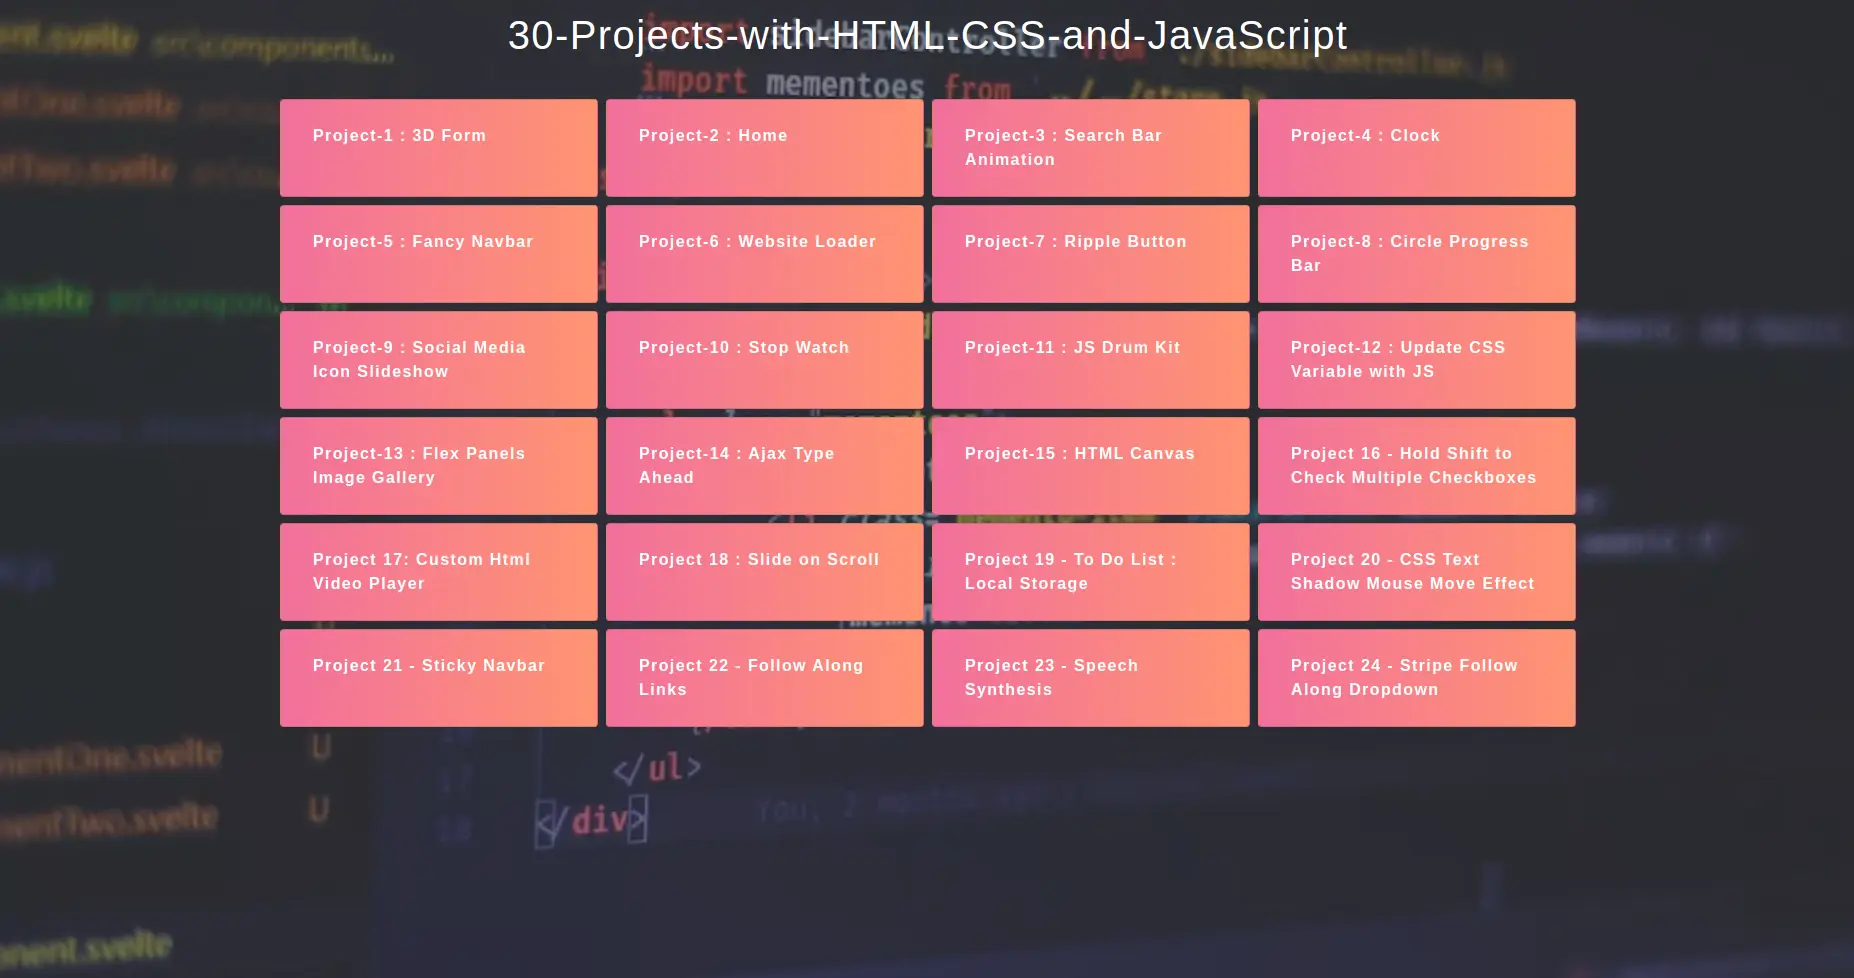 30-Projects-with-HTML-CSS-and-JavaScript
import mementoes from
Project-1 : 3D Form
Project-2 : Home
Project-3 : Search Bar
Animation
Project-4 : Clock
Project-5 : Fancy Navbar
Project-6 : Website Loader
Project-7 : Ripple Button
Project-8 : Circle Progress
Bar
Project-9 : Social Media
Icon Slideshow
Project-10 : Stop Watch
Project-11 : JS Drum Kit
Project-12 : Update CSS
Variable with JS
Project-13 : Flex Panels
Image Gallery
Project-14 : Ajax Type
Ahead
Project-15 : HTML Canvas
Project 16 - Hold Shift to
Check Multiple Checkboxes
Project 17: Custom Html
Video Player
Project 18 : Slide on Scroll
Project 19 - To Do List :
Local Storage
Project 20 - CSS Text
Shadow Mouse Move Effect
Project 21 - Sticky Navbar
Project 22 - Follow Along
Links
Project 23 - Speech
Synthesis
Project 24 - Stripe Follow
Along Dropdown
nentOne.svelte U
</ul>
nentTwo.svelte U
</div>
onent.svelte